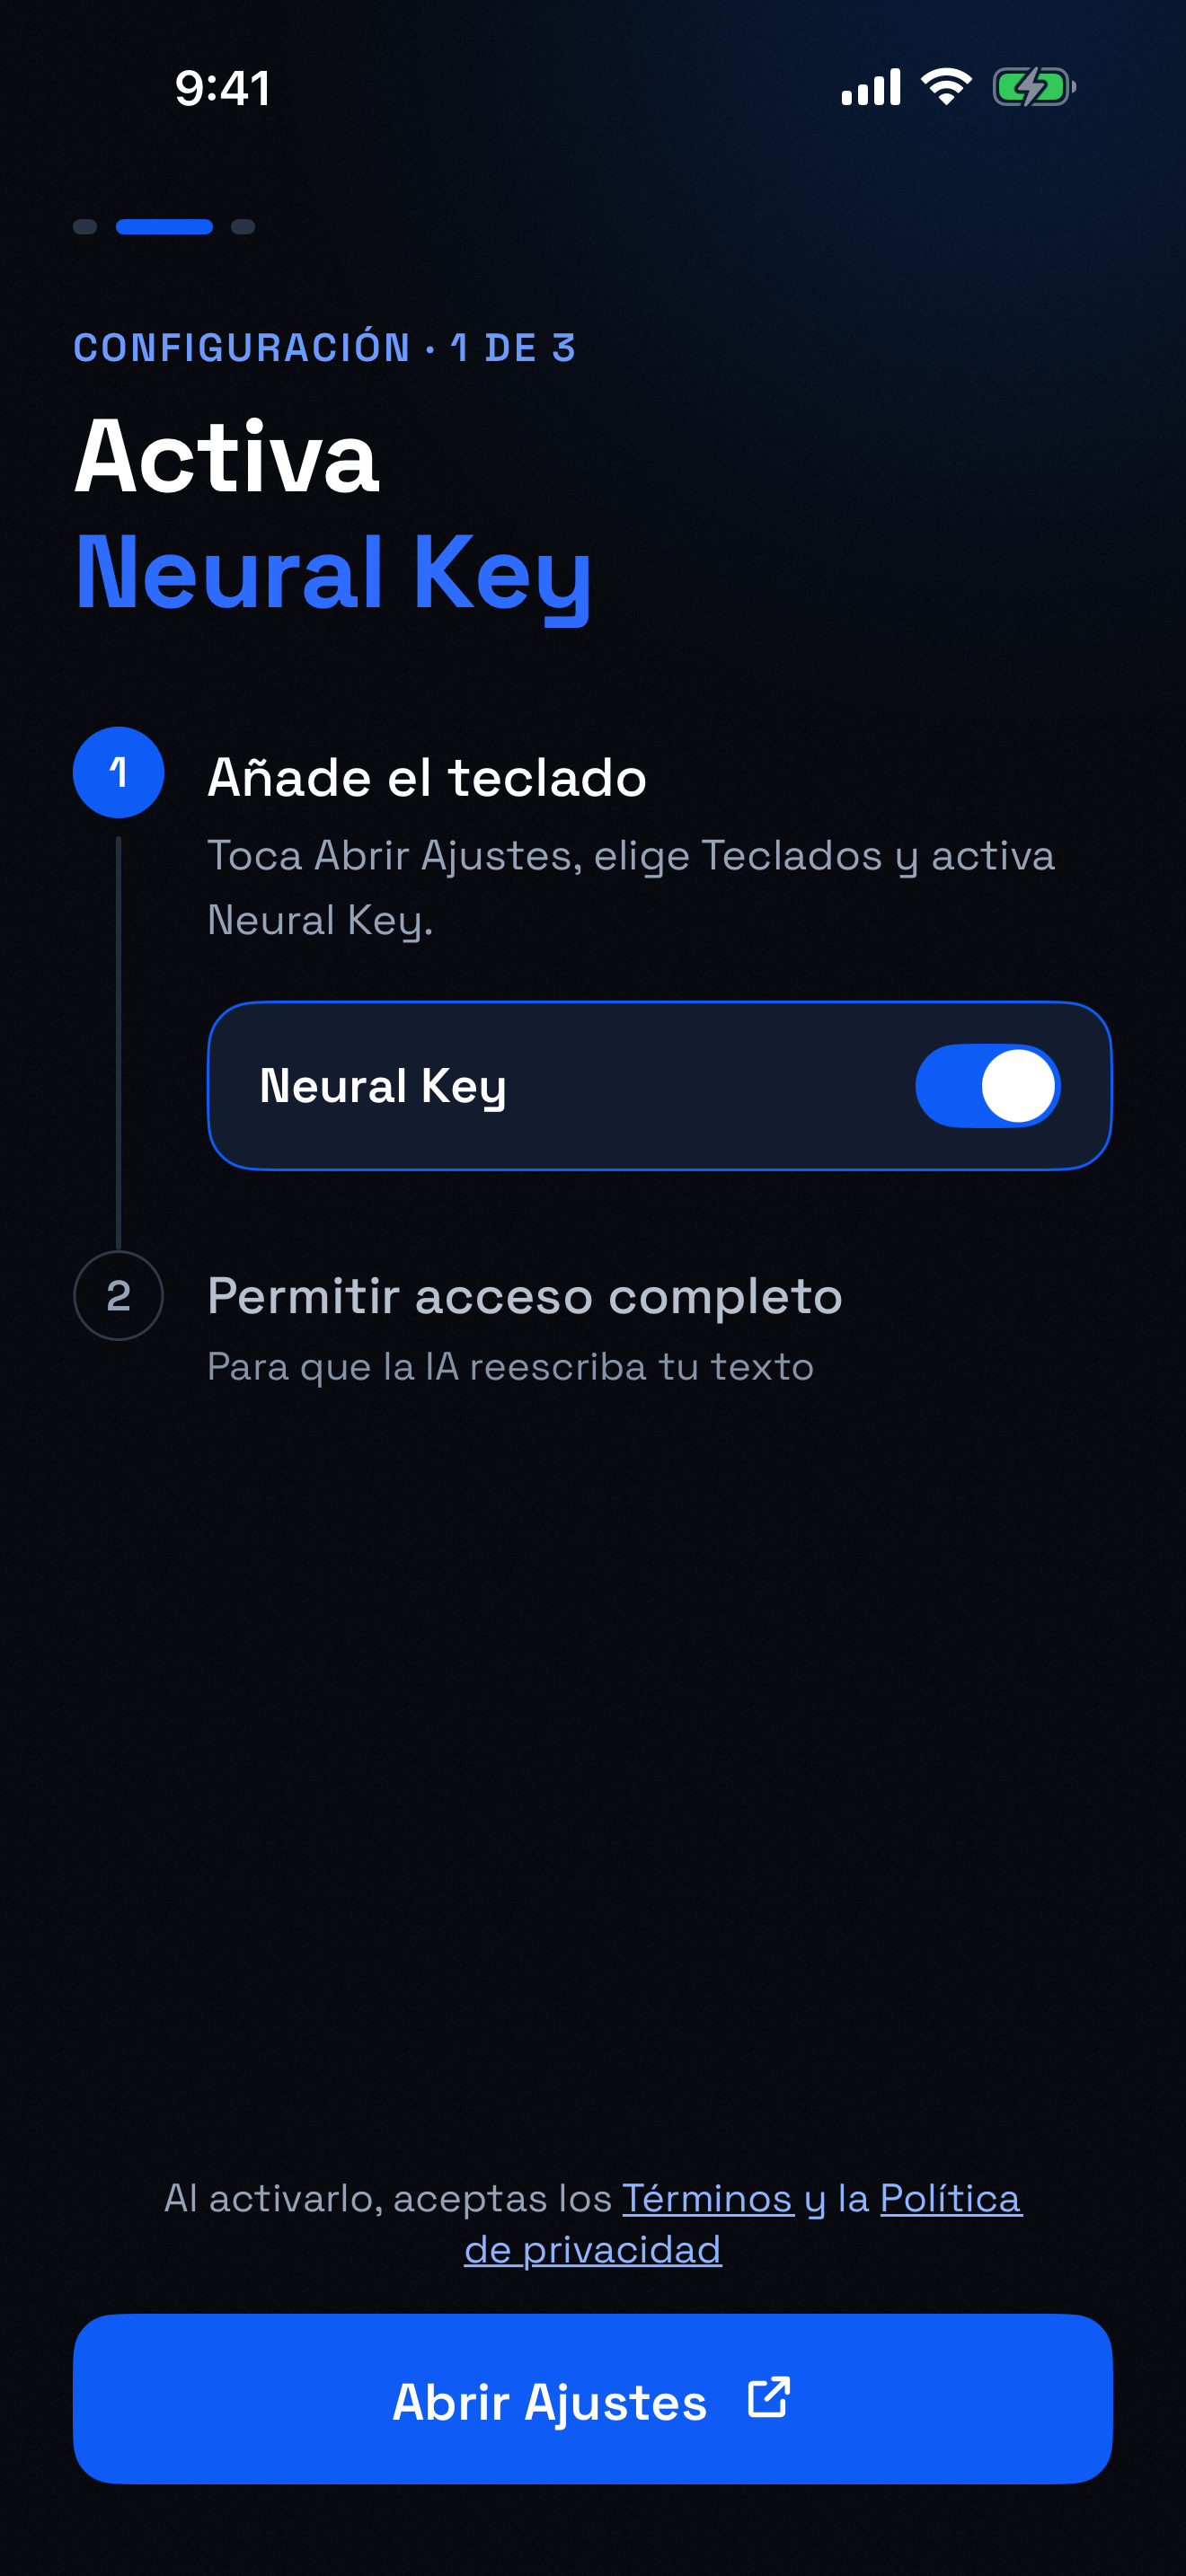 9:41
CONFIGURACIÓN · 1 DE 3
Activa
Neural Key
1
Añade el teclado
Toca Abrir Ajustes, elige Teclados y activa
Neural Key.
Neural Key
2
Permitir acceso completo
Para que la IA reescriba tu texto
Al activarlo, aceptas los Términos y la Política
de privacidad
Abrir Ajustes